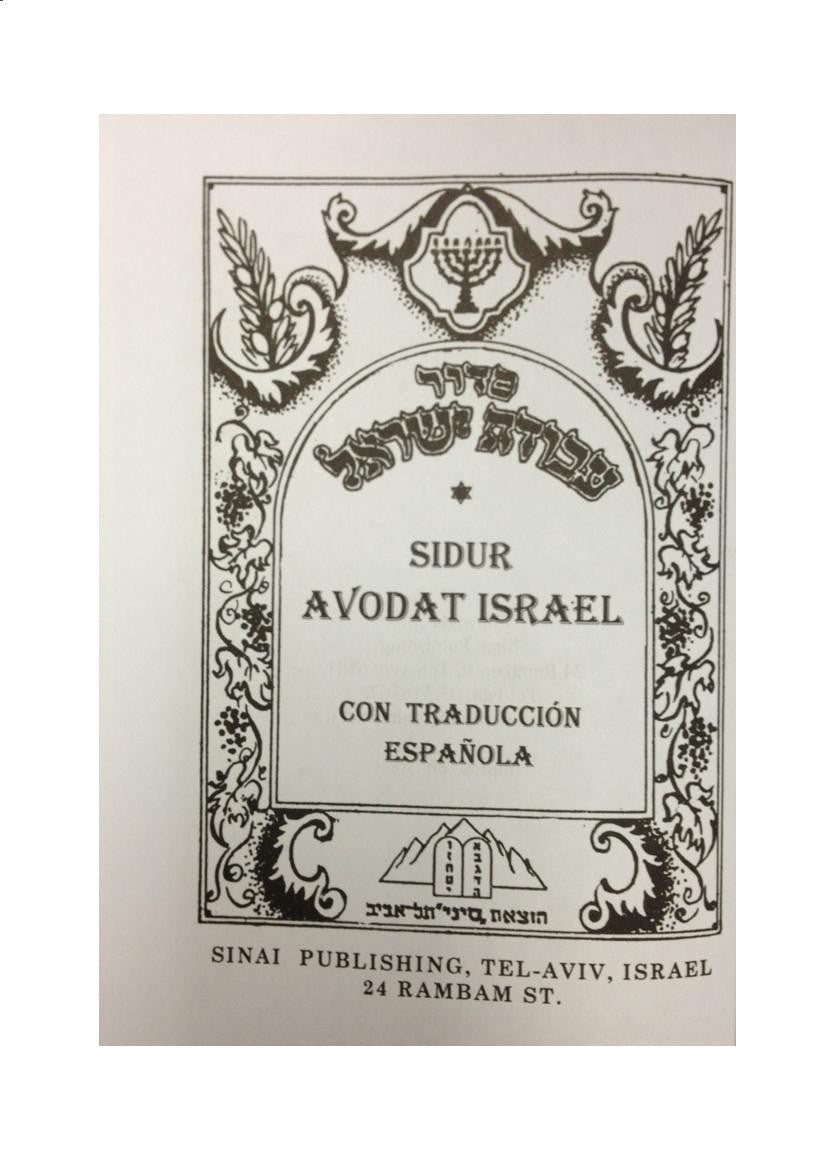 סדור
עבודת ישראל
SIDUR
AVODAT ISRAEL
CON TRADUCCIÓN
ESPAÑOLA
ו א
ז ב
ח ג
ט ד
י ה
הוצאת „סיני” תל־אביב
SINAI PUBLISHING, TEL-AVIV, ISRAEL
24 RAMBAM ST.